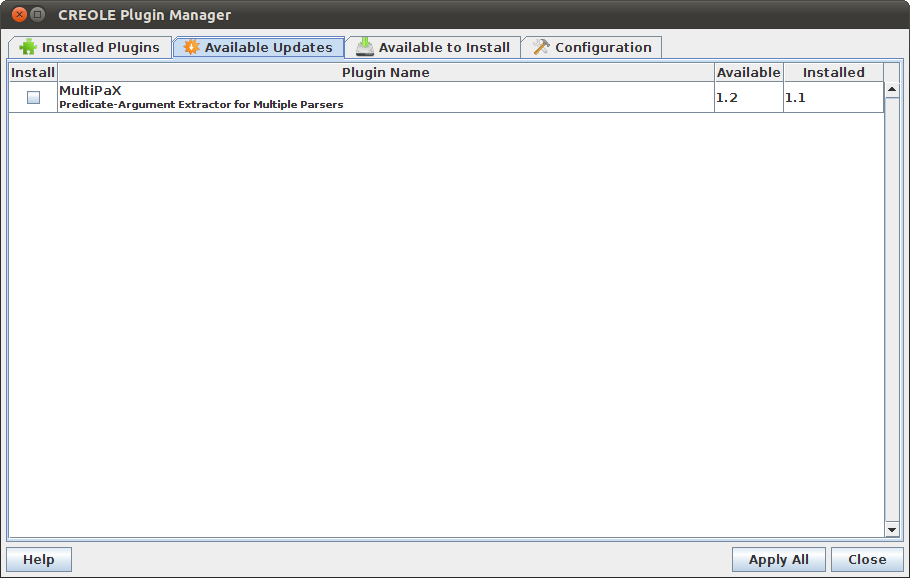 CREOLE Plugin Manager
Installed Plugins Available Updates Available to Install Configuration
Install Plugin Name Available Installed
MultiPaX
Predicate-Argument Extractor for Multiple Parsers
1.2 1.1
Help Apply All Close